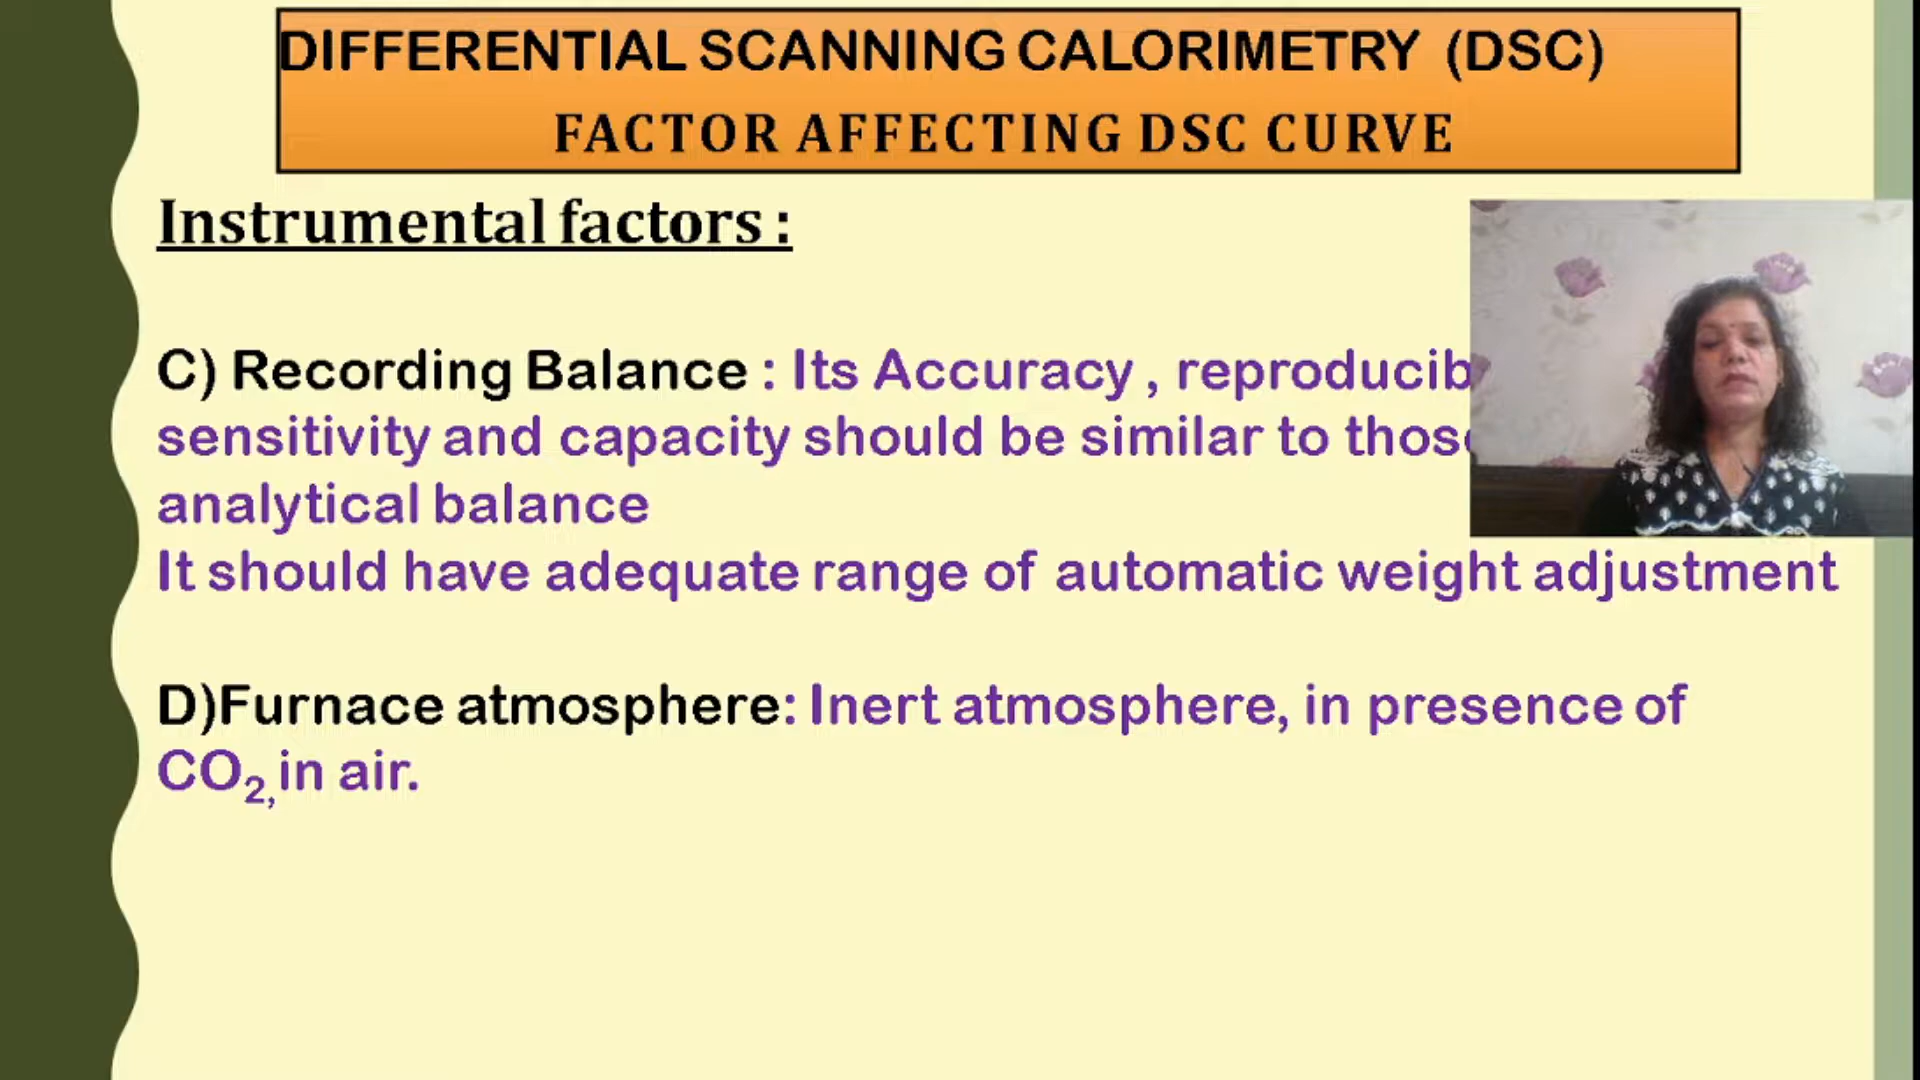 DIFFERENTIAL SCANNING CALORIMETRY (DSC)
FACTOR AFFECTING DSC CURVE
Instrumental factors :
C) Recording Balance : Its Accuracy , reproducib
sensitivity and capacity should be similar to those
analytical balance
It should have adequate range of automatic weight adjustment
D)Furnace atmosphere: Inert atmosphere, in presence of
CO₂, in air.